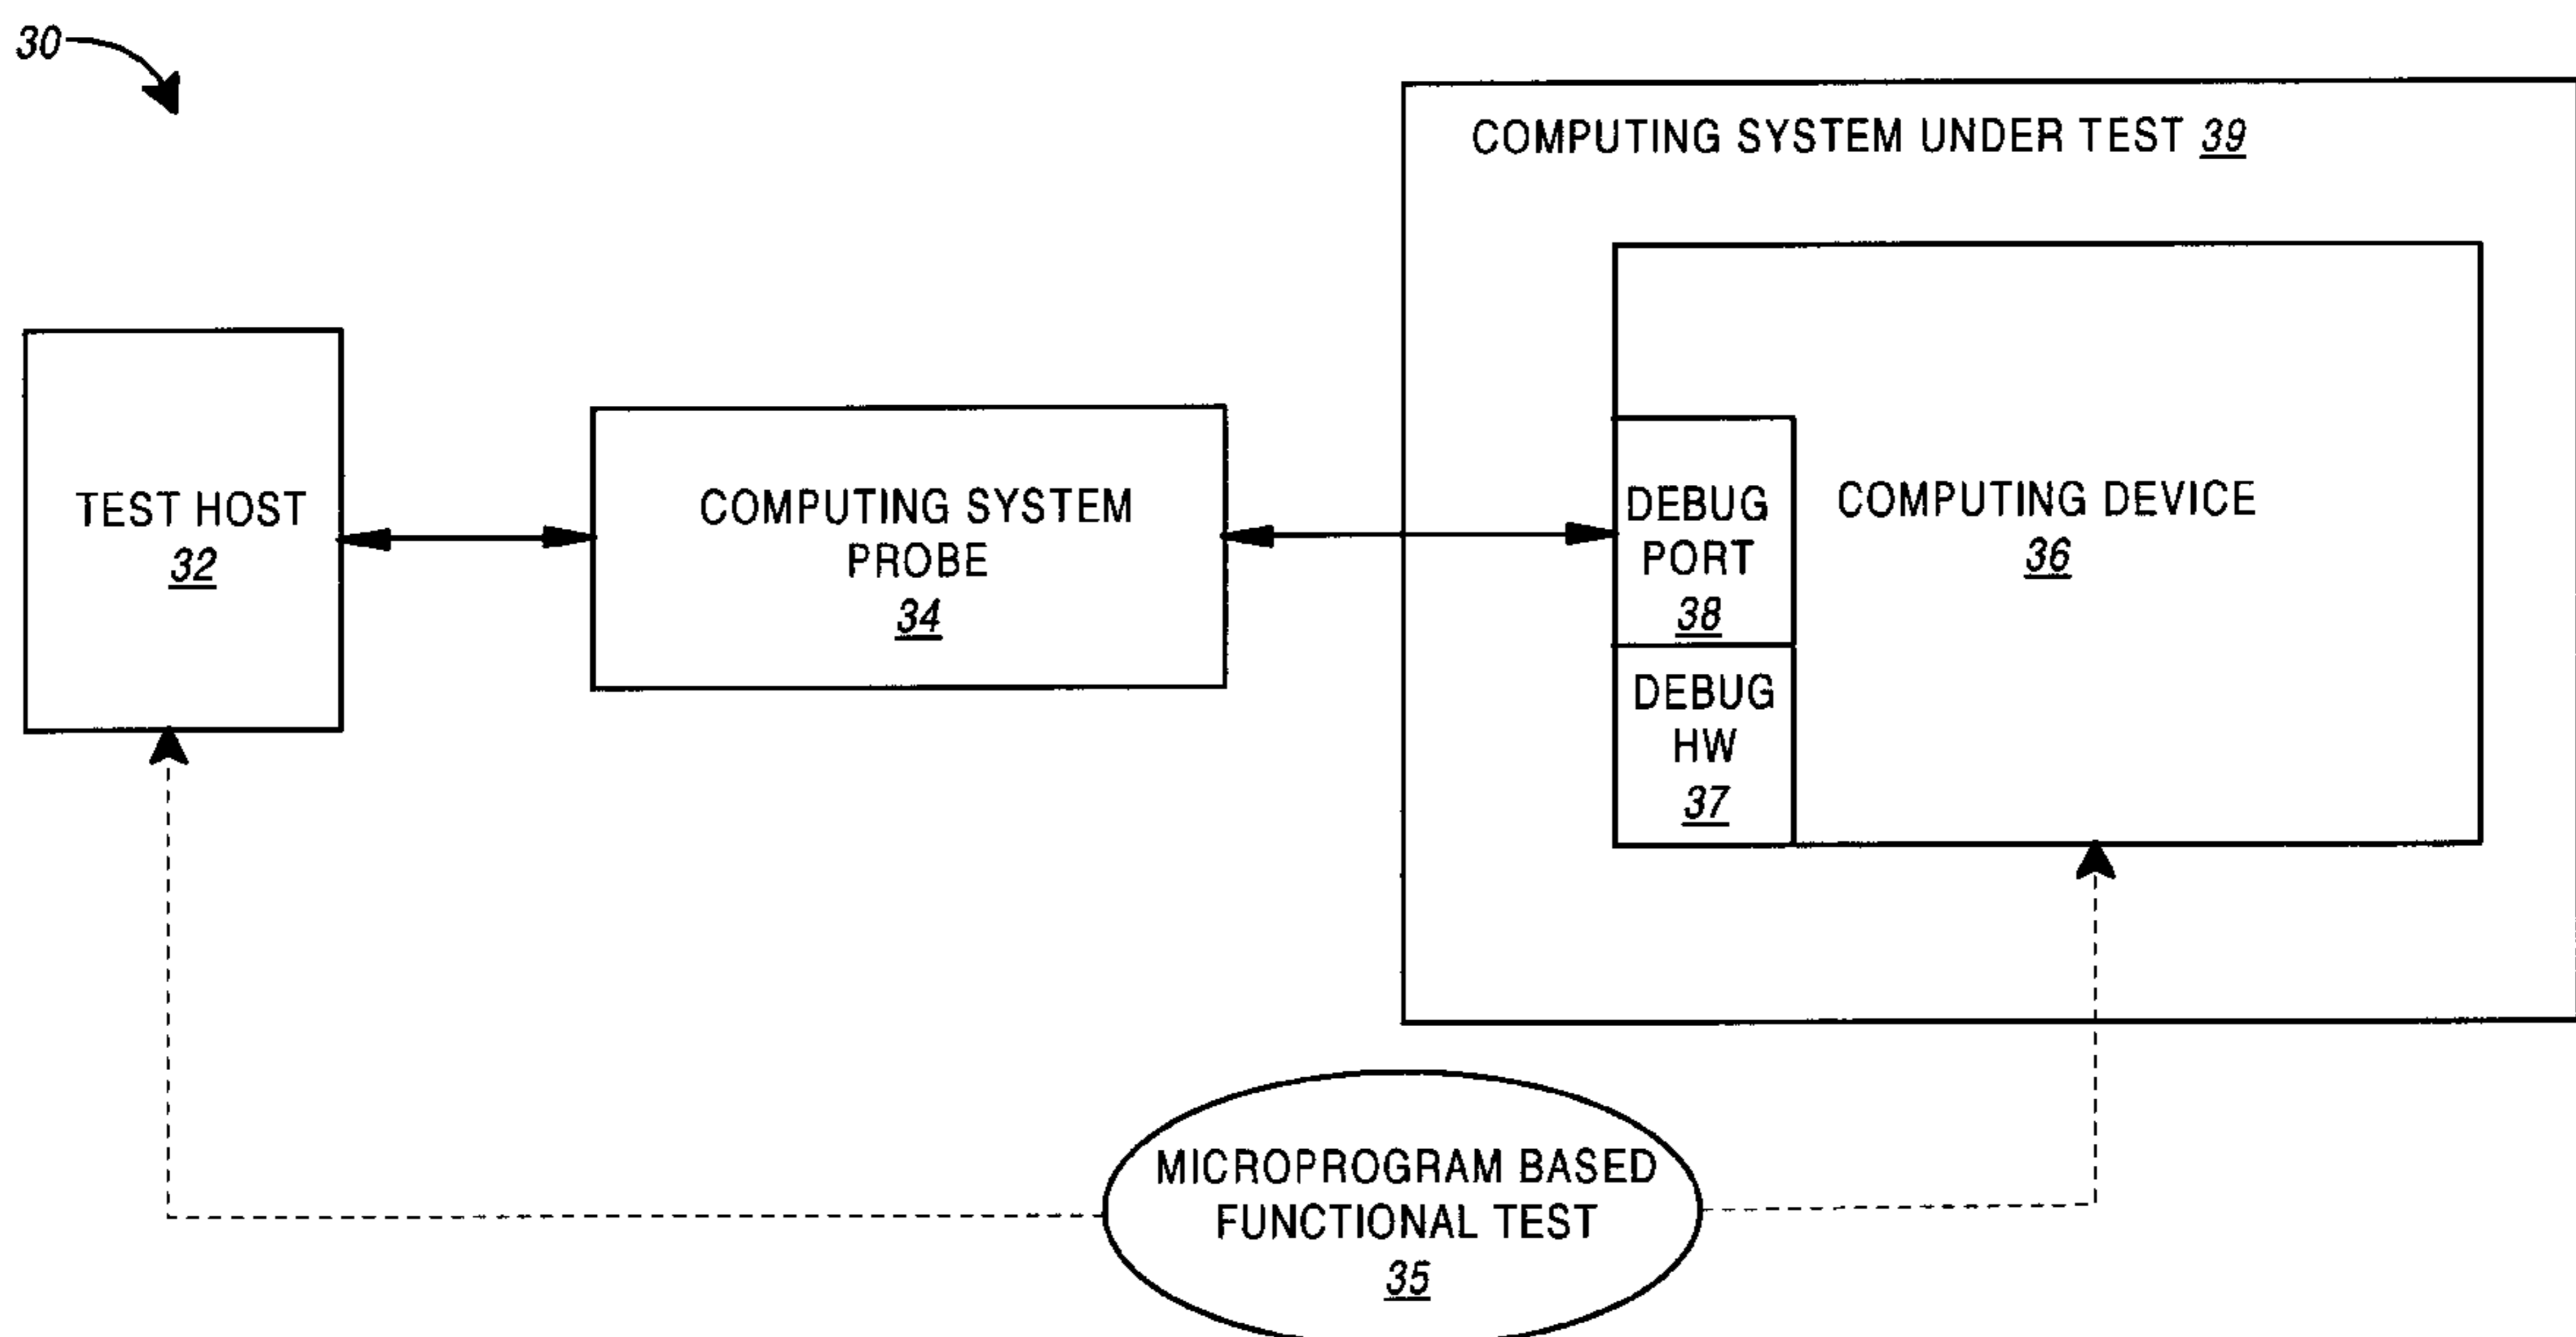 30
COMPUTING SYSTEM UNDER TEST 39
TEST HOST
32
COMPUTING SYSTEM
PROBE
34
DEBUG
PORT
38
COMPUTING DEVICE
36
DEBUG
HW
37
MICROPROGRAM BASED
FUNCTIONAL TEST
35